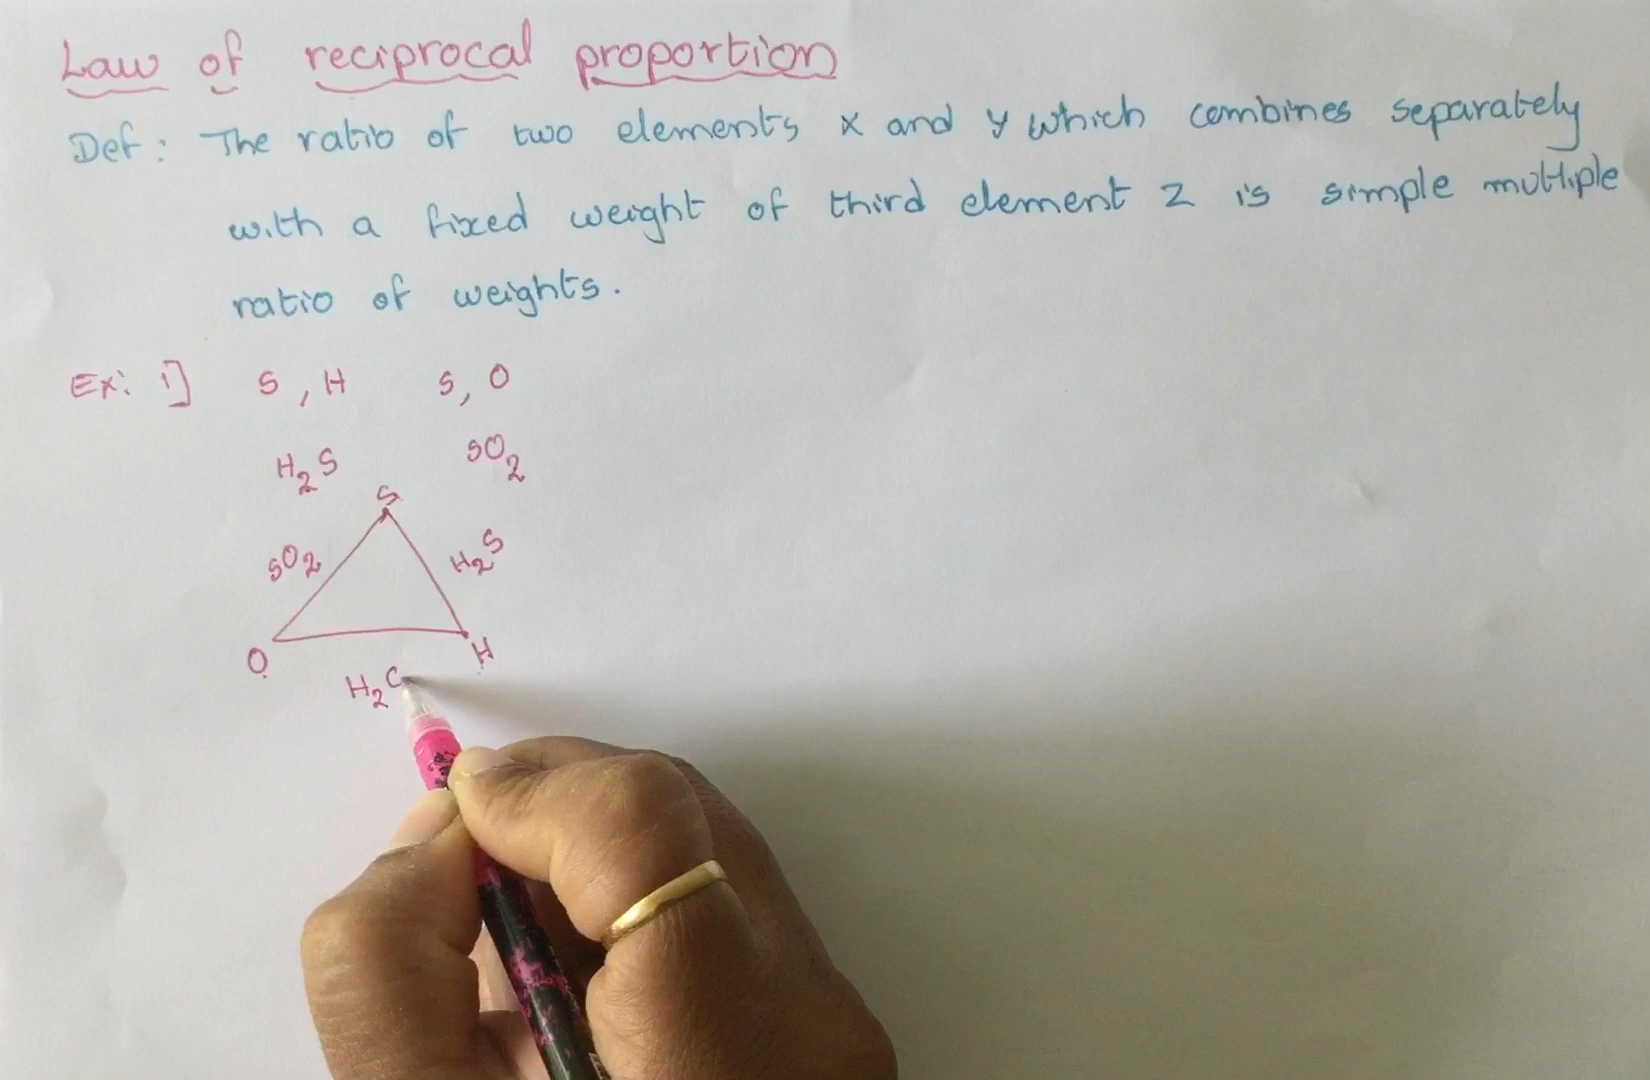 Law of reciprocal proportion
Def: The ratio of two elements x and y which combines separately
with a fixed weight of third element z is simple multiple
ratio of weights.
Ex: 1] S, H S, O
H2S SO2
S
SO2 H2S
O H
H2O